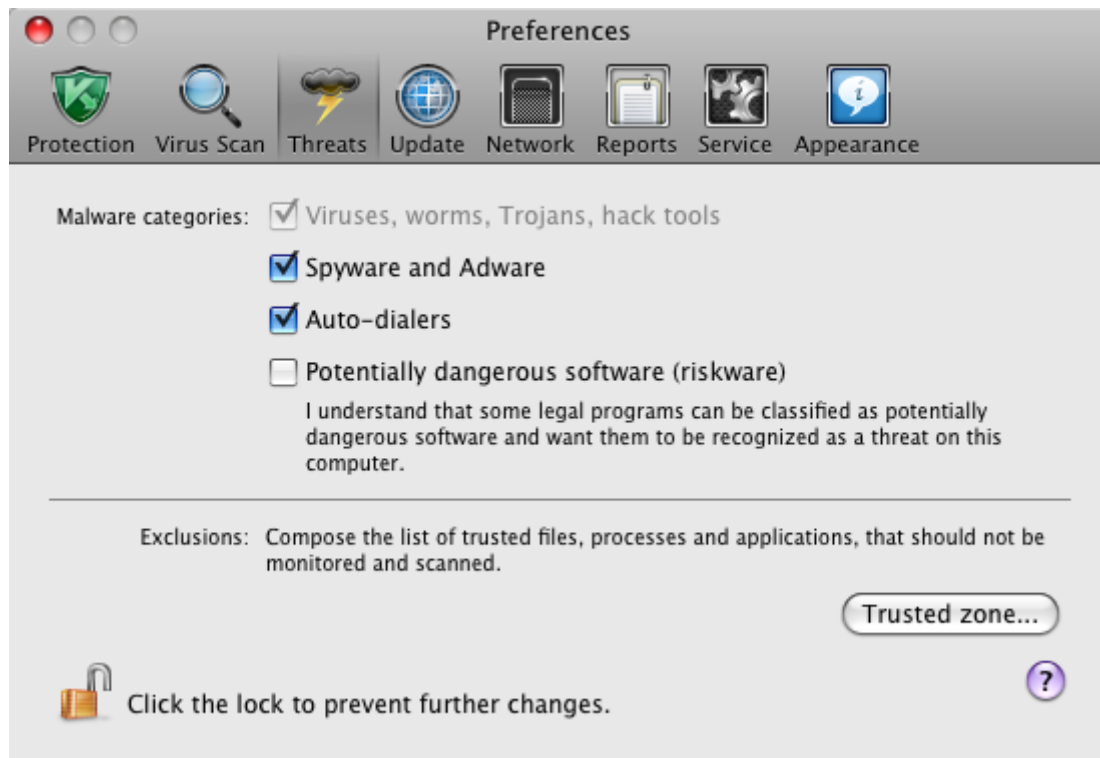 Preferences
Protection Virus Scan Threats Update Network Reports Service Appearance
Malware categories: Viruses, worms, Trojans, hack tools
Spyware and Adware
Auto-dialers
Potentially dangerous software (riskware)
I understand that some legal programs can be classified as potentially
dangerous software and want them to be recognized as a threat on this
computer.
Exclusions: Compose the list of trusted files, processes and applications, that should not be
monitored and scanned.
Trusted zone...
?
Click the lock to prevent further changes.